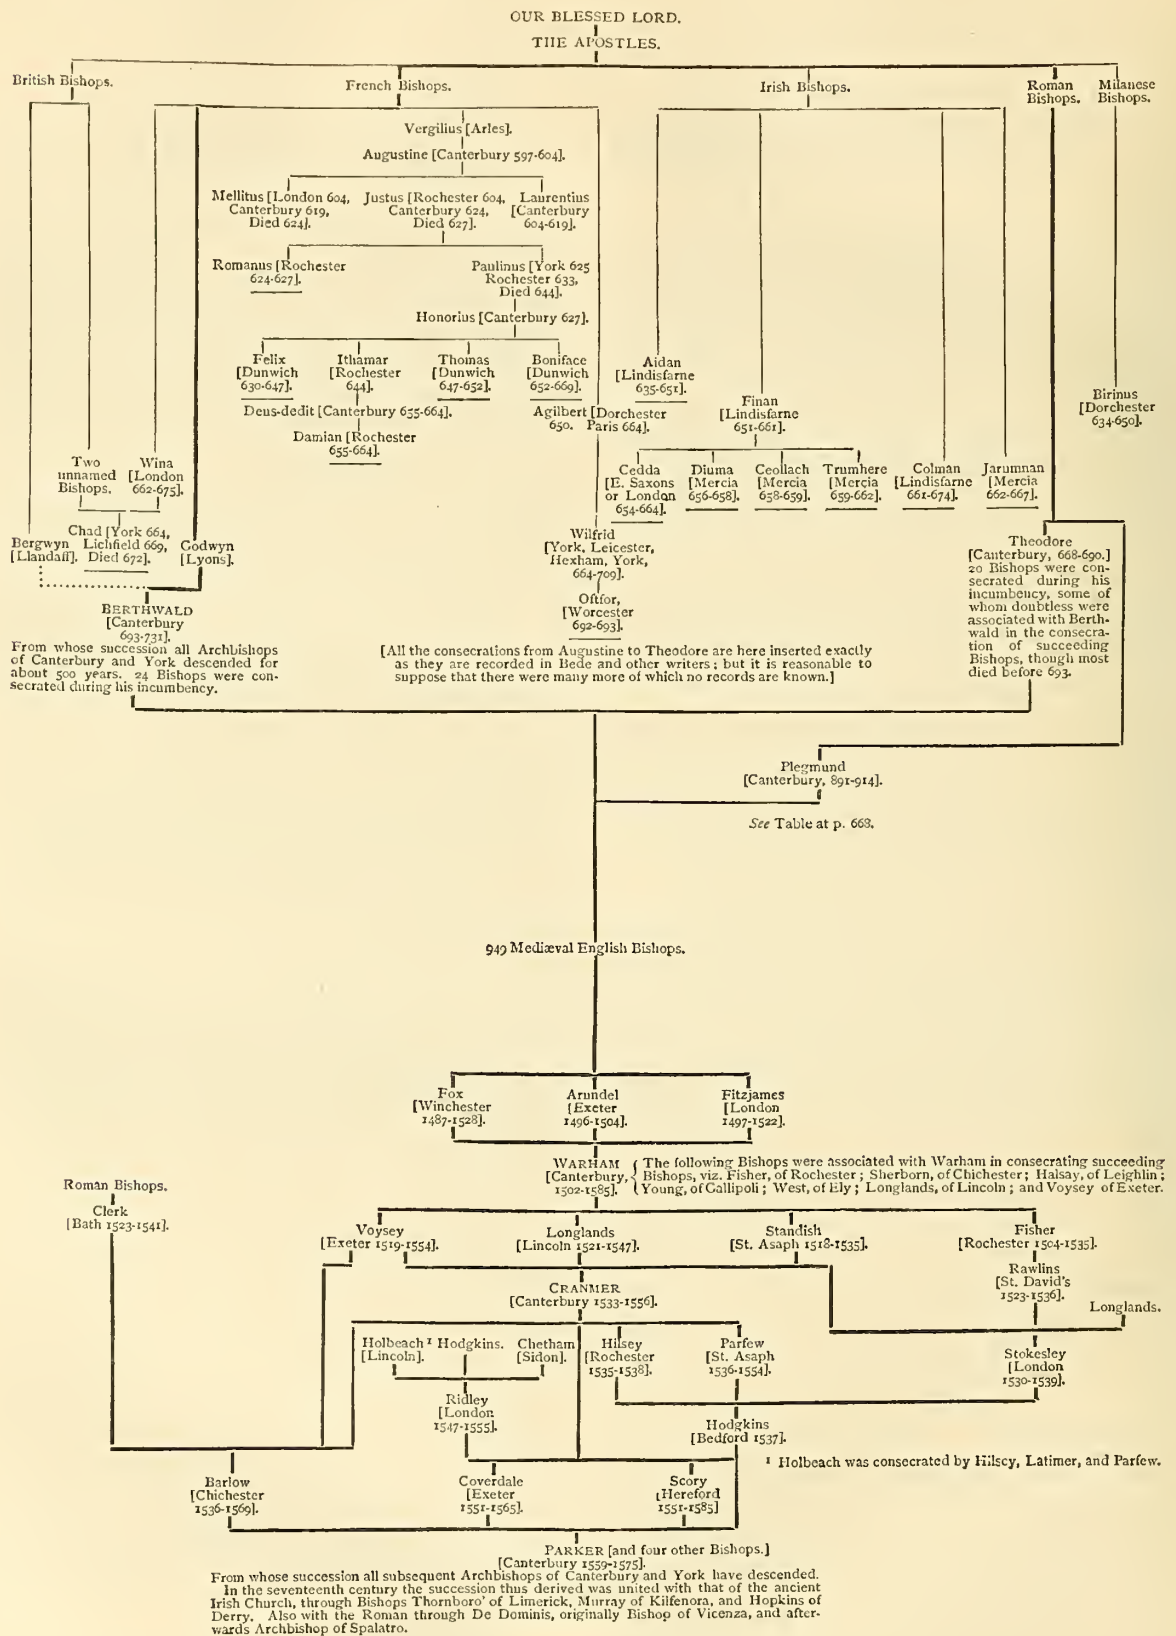 OUR BLESSED LORD.
THE APOSTLES.
British Bishops.
French Bishops.
Irish Bishops.
Roman
Bishops.
Milanese
Bishops.
Vergilius [Arles].
Augustine [Canterbury 597-604].
Mellitus [London 604,
Canterbury 619,
Died 624].
Justus [Rochester 604,
Canterbury 624,
Died 627].
Laurentius
[Canterbury
604-619].
Romanus [Rochester
624-627].
Paulinus [York 625
Rochester 633,
Died 644].
Honorius [Canterbury 627].
Felix
[Dunwich
630-647].
Ithamar
[Rochester
644].
Thomas
[Dunwich
647-652].
Boniface
[Dunwich
652-669].
Aidan
[Lindisfarne
635-651].
Finan
[Lindisfarne
651-661].
Birinus
[Dorchester
634-650].
Deus-dedit [Canterbury 655-664].
Agilbert [Dorchester
650. Paris 664].
Damian [Rochester
655-664].
Two
unnamed
Bishops.
Wina
[London
662-675].
Cedda
[E. Saxons
or London
654-664].
Diuma
[Mercia
656-658].
Ceollach
[Mercia
658-659].
Trumhere
[Mercia
659-662].
Colman
[Lindisfarne
661-674].
Jarumnan
[Mercia
662-667].
Bergwyn
[Llandaff].
Chad [York 664,
Lichfield 669,
Died 672].
Godwyn
[Lyons].
Wilfrid
[York, Leicester,
Hexham, York,
664-709].
Oftfor,
[Worcester
692-693].
Theodore
[Canterbury, 668-690.]
20 Bishops were con-
secrated during his
incumbency, some of
whom doubtless were
associated with Berth-
wald in the consecra-
tion of succeeding
Bishops, though most
died before 693.
BERTHWALD
[Canterbury
693-731].
From whose succession all Archbishops
of Canterbury and York descended for
about 500 years. 24 Bishops were con-
secrated during his incumbency.
[All the consecrations from Augustine to Theodore are here inserted exactly
as they are recorded in Bede and other writers; but it is reasonable to
suppose that there were many more of which no records are known.]
Plegmund
[Canterbury, 891-914].
See Table at p. 668.
949 Mediæval English Bishops.
Fox
[Winchester
1487-1528].
Arundel
[Exeter
1496-1504].
Fitzjames
[London
1497-1522].
WARHAM
[Canterbury,
1502-1585].
The following Bishops were associated with Warham in consecrating succeeding
Bishops, viz. Fisher, of Rochester; Sherborn, of Chichester; Halsay, of Leighlin;
Young, of Gallipoli; West, of Ely; Longlands, of Lincoln; and Voysey of Exeter.
Roman Bishops.
Clerk
[Bath 1523-1541].
Voysey
[Exeter 1519-1554].
Longlands
[Lincoln 1521-1547].
Standish
[St. Asaph 1518-1535].
Fisher
[Rochester 1504-1535].
Rawlins
[St. David's
1523-1536].
Longlands.
CRANMER
[Canterbury 1533-1556].
Holbeach 1
[Lincoln].
Hodgkins.
Chetham
[Sidon].
Hilsey
[Rochester
1535-1538].
Parfew
[St. Asaph
1536-1554].
Stokesley
[London
1530-1539].
Ridley
[London
1547-1555].
Hodgkins
[Bedford 1537].
1 Holbeach was consecrated by Hilsey, Latimer, and Parfew.
Barlow
[Chichester
1536-1569].
Coverdale
[Exeter
1551-1565].
Scory
[Hereford
1551-1585]
PARKER [and four other Bishops.]
[Canterbury 1559-1575].
From whose succession all subsequent Archbishops of Canterbury and York have descended.
In the seventeenth century the succession thus derived was united with that of the ancient
Irish Church, through Bishops Thornboro' of Limerick, Murray of Kilfenora, and Hopkins of
Derry. Also with the Roman through De Dominis, originally Bishop of Vicenza, and after-
wards Archbishop of Spalatro.